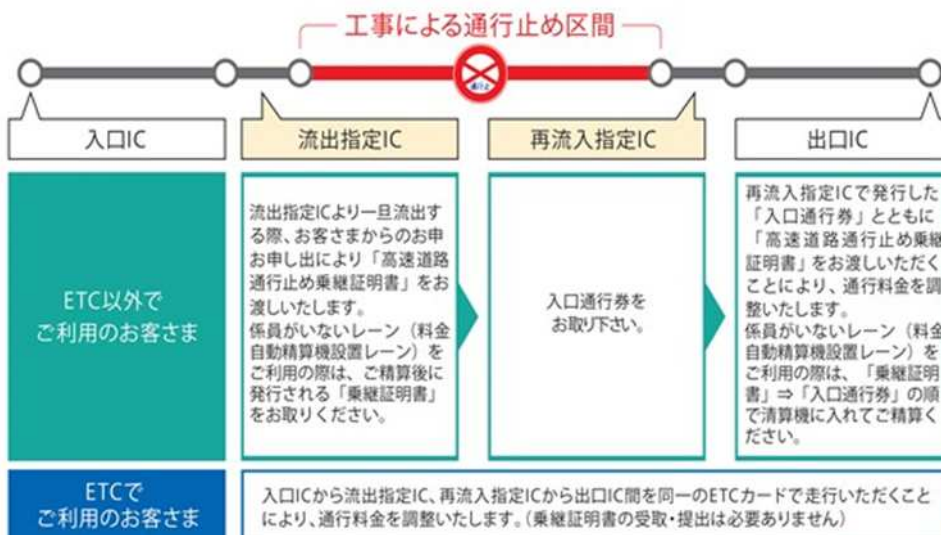 工事による通行止め区間
通行止
入口IC
流出指定IC
再流入指定IC
出口IC
ETC以外で
ご利用のお客さま
流出指定ICより一旦流出す
る際、お客さまからのお申
お申し出により「高速道路
通行止め乗継証明書」をお
渡しいたします。
係員がいないレーン（料金
自動精算機設置レーン）を
ご利用の際は、ご精算後に
発行される「乗継証明書」
をお取りください。
入口通行券を
お取り下さい。
再流入指定ICで発行した
「入口通行券」とともに
「高速道路通行止め乗継
証明書」をお渡しいただく
ことにより、通行料金を調
整いたします。
係員がいないレーン（料金
自動精算機設置レーン）を
ご利用の際は、「乗継証明
書」⇒「入口通行券」の順
で清算機に入れてご精算く
ださい。
ETCで
ご利用のお客さま
入口ICから流出指定IC、再流入指定ICから出口IC間を同一のETCカードで走行いただくこと
により、通行料金を調整いたします。（乗継証明書の受取・提出は必要ありません）